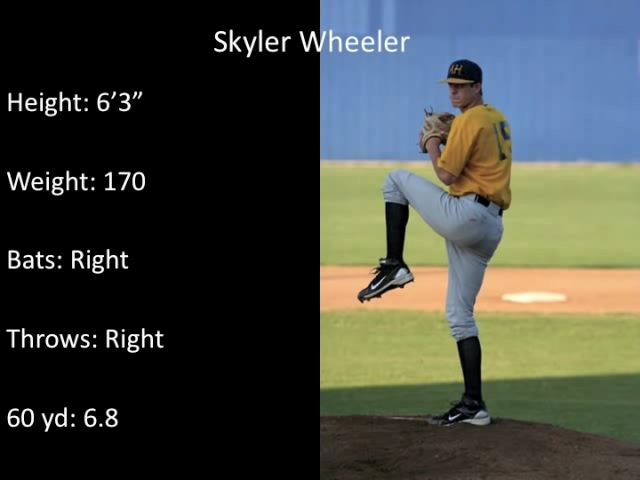 Skyler Wheeler
Height: 6’3”
Weight: 170
Bats: Right
Throws: Right
60 yd: 6.8